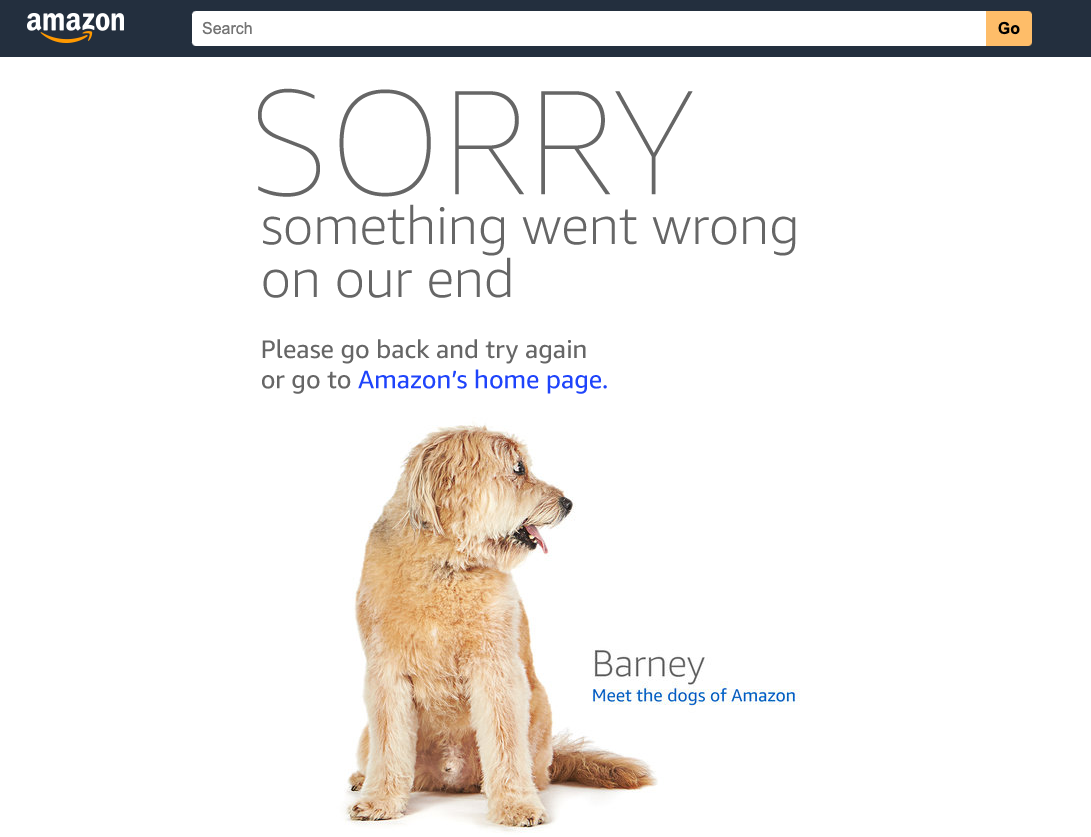 amazon
Search
Go
SORRY
something went wrong
on our end
Please go back and try again
or go to Amazon’s home page.
Barney
Meet the dogs of Amazon